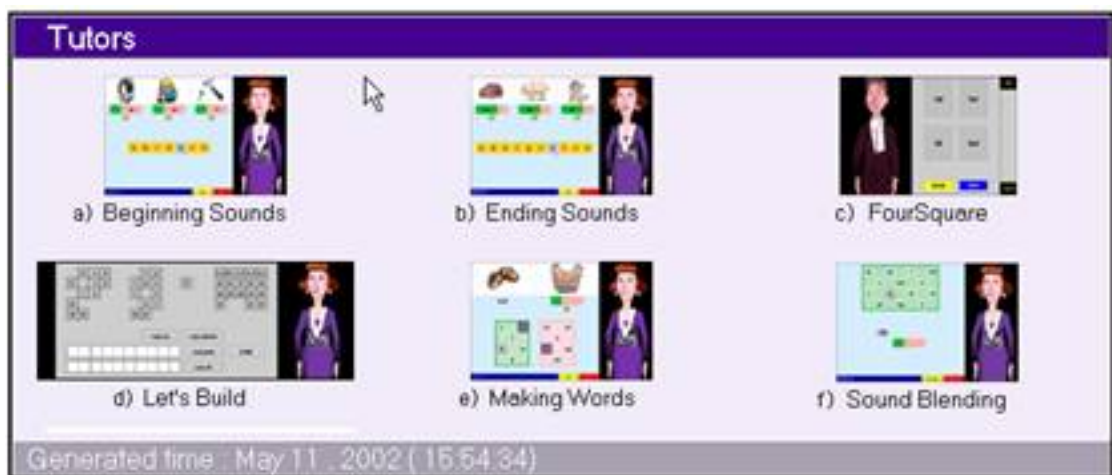 Tutors
a) Beginning Sounds
b) Ending Sounds
c) FourSquare
d) Let's Build
e) Making Words
f) Sound Blending
Generated time : May 11 , 2002 ( 15:54:34)